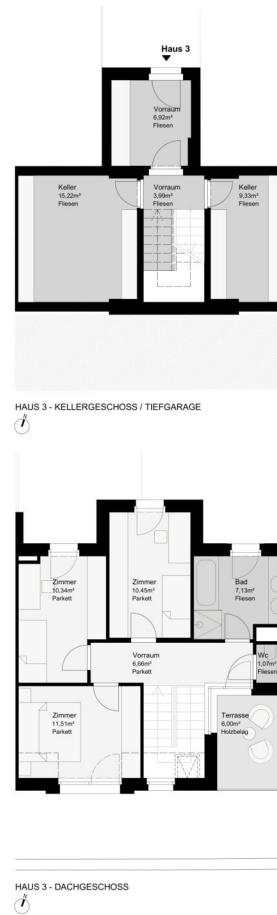 Haus 3
Vorraum
6,92m²
Fliesen
Keller
15,22m²
Fliesen
Vorraum
3,99m²
Fliesen
Keller
9,33m²
Fliesen
HAUS 3 - KELLERGESCHOSS / TIEFGARAGE
N
Zimmer
10,34m²
Parkett
Zimmer
10,45m²
Parkett
Bad
7,13m²
Fliesen
Vorraum
6,66m²
Parkett
Wc
1,07m²
Fliesen
Zimmer
11,51m²
Parkett
Terrasse
6,00m²
Holzbelag
HAUS 3 - DACHGESCHOSS
N